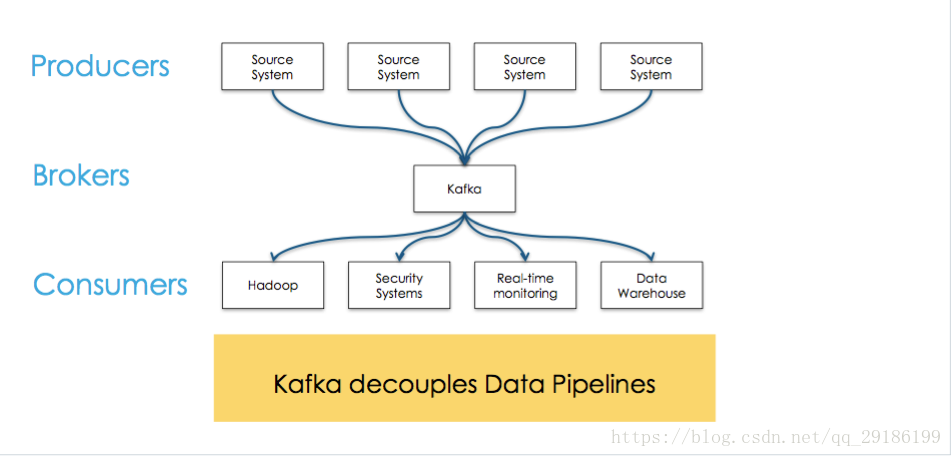 Producers
Source
System
Source
System
Source
System
Source
System
Brokers
Kafka
Consumers
Hadoop
Security
Systems
Real-time
monitoring
Data
Warehouse
Kafka decouples Data Pipelines
https://blog.csdn.net/qq_29186199